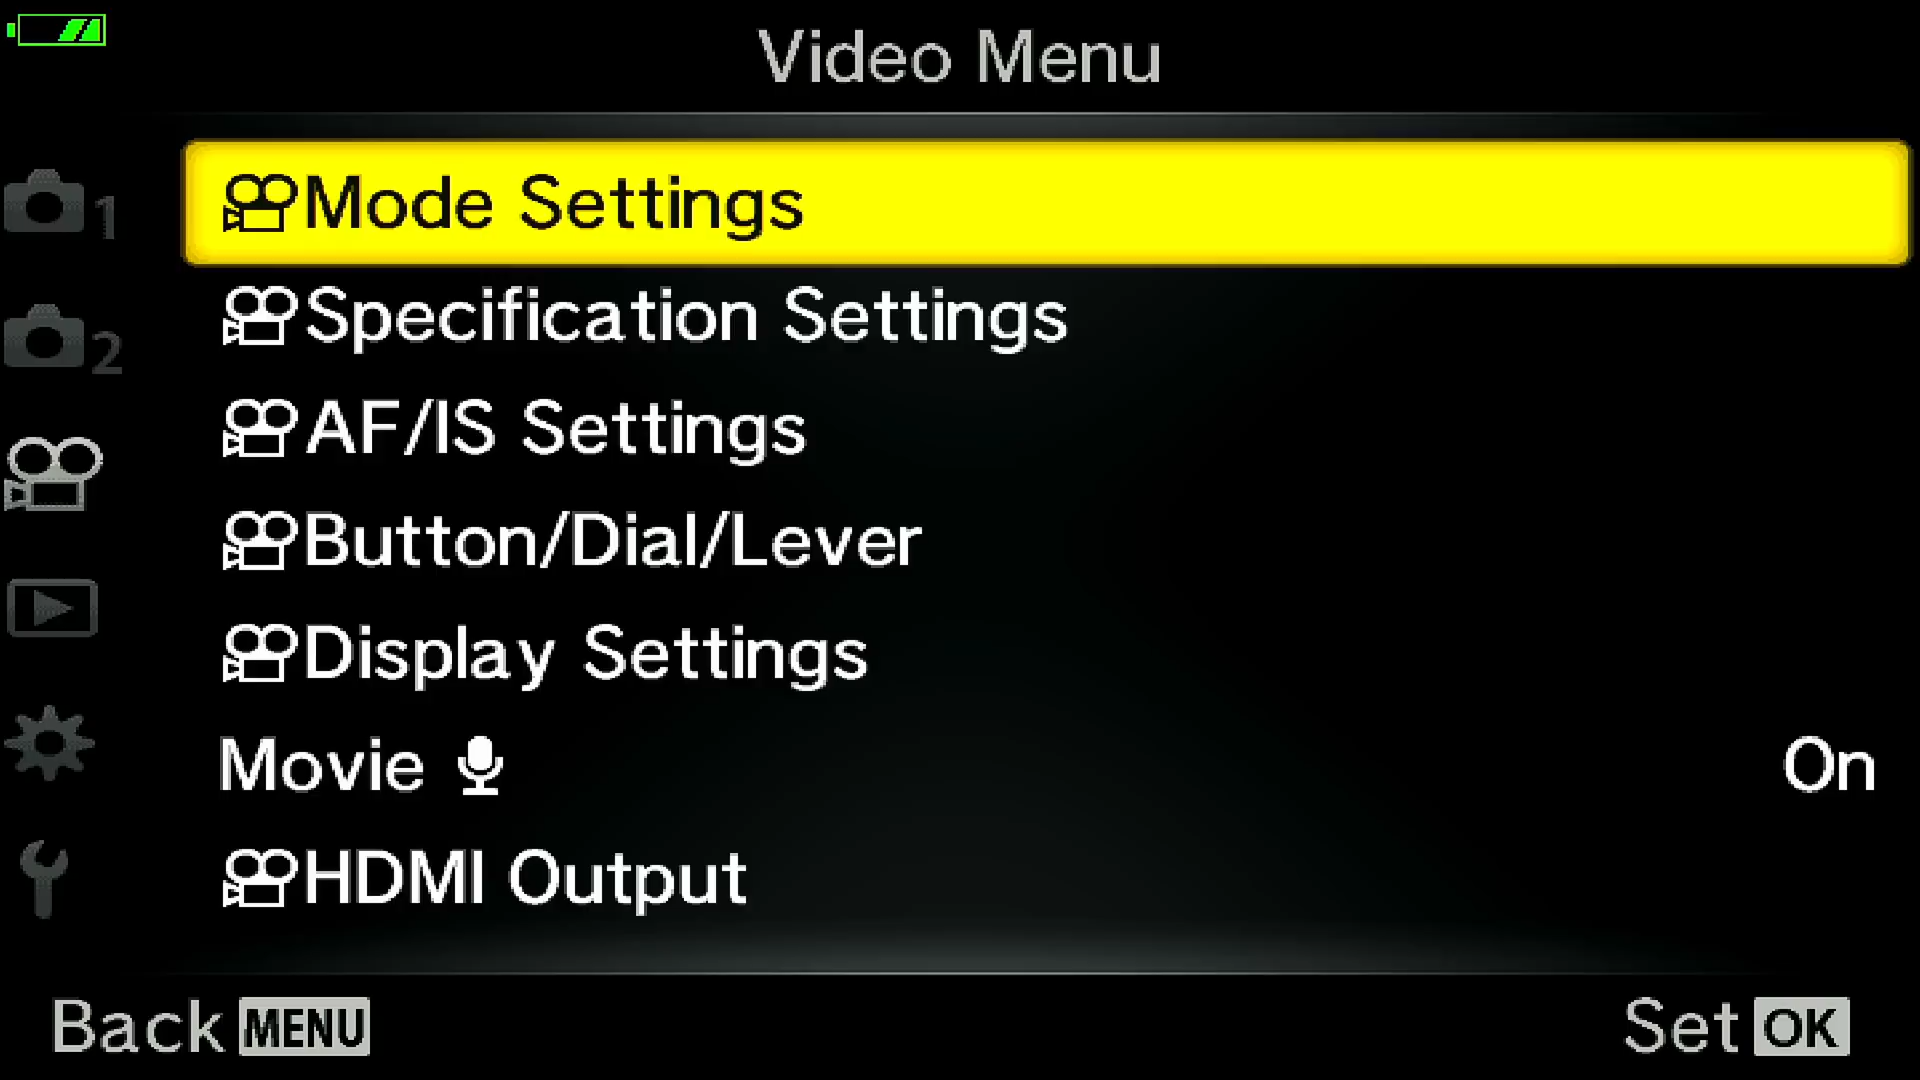 Video Menu
1
Mode Settings
2
Specification Settings
AF/IS Settings
Button/Dial/Lever
Display Settings
Movie On
HDMI Output
Back MENU Set OK